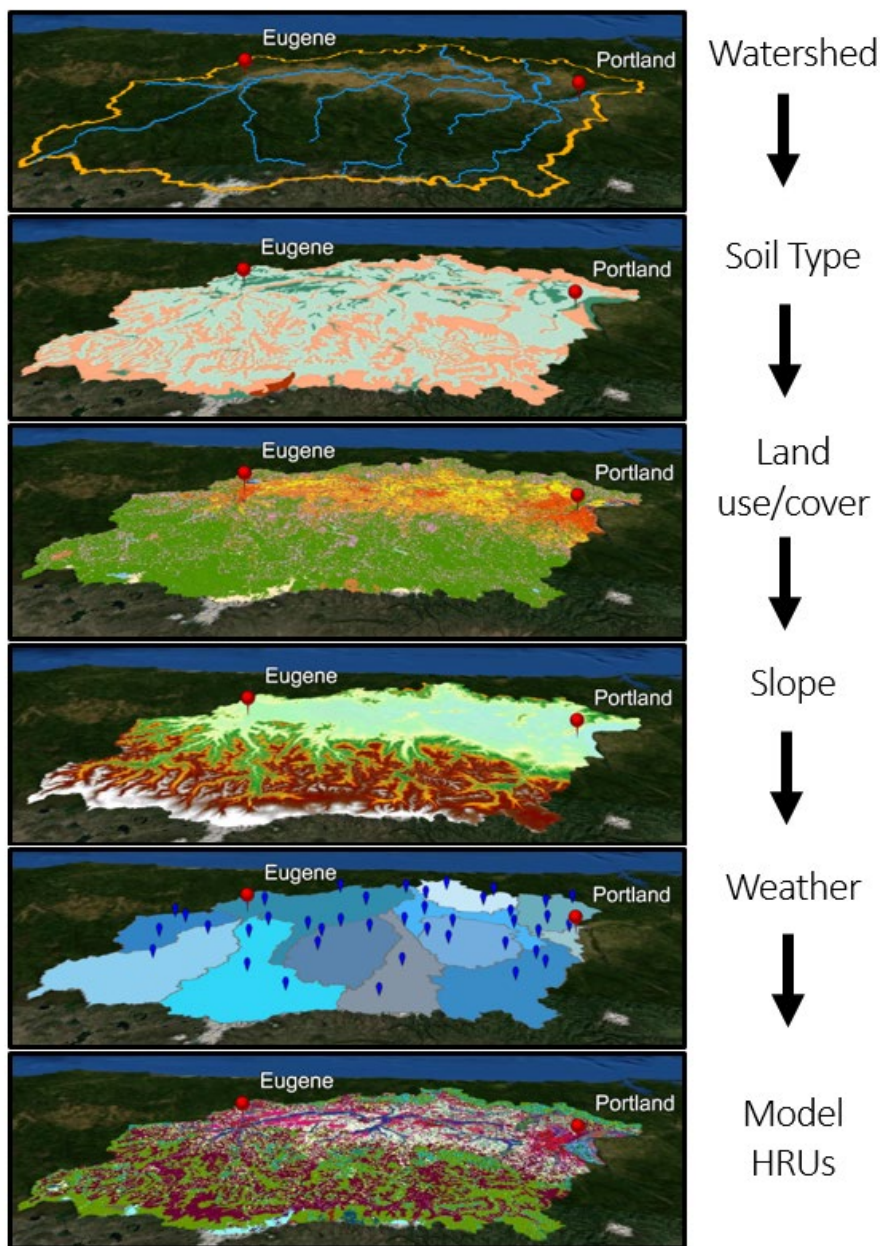 Eugene
Portland
Watershed
Eugene
Portland
Soil Type
Eugene
Portland
Land
use/cover
Eugene
Portland
Slope
Eugene
Portland
Weather
Eugene
Portland
Model
HRUs